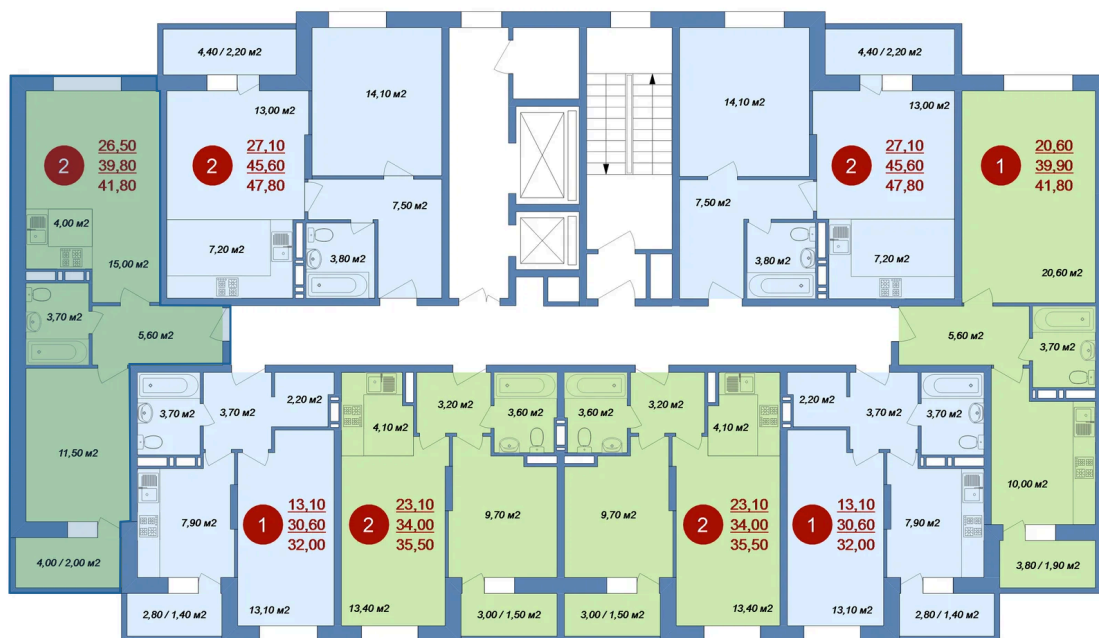 4,40 / 2,20 м2
14,10 м2
13,00 м2
2
27,10
45,60
47,80
7,20 м2
7,50 м2
3,80 м2
2
26,50
39,80
41,80
4,00 м2
15,00 м2
3,70 м2
5,60 м2
11,50 м2
4,00 / 2,00 м2
4,40 / 2,20 м2
14,10 м2
13,00 м2
2
27,10
45,60
47,80
7,50 м2
3,80 м2
7,20 м2
1
20,60
39,90
41,80
20,60 м2
5,60 м2
3,70 м2
10,00 м2
3,80 / 1,90 м2
3,70 м2
3,70 м2
2,20 м2
7,90 м2
1
13,10
30,60
32,00
13,10 м2
2,80 / 1,40 м2
4,10 м2
3,20 м2
3,60 м2
2
23,10
34,00
35,50
9,70 м2
13,40 м2
3,00 / 1,50 м2
3,60 м2
3,20 м2
4,10 м2
9,70 м2
2
23,10
34,00
35,50
13,40 м2
3,00 / 1,50 м2
2,20 м2
3,70 м2
3,70 м2
1
13,10
30,60
32,00
7,90 м2
13,10 м2
2,80 / 1,40 м2